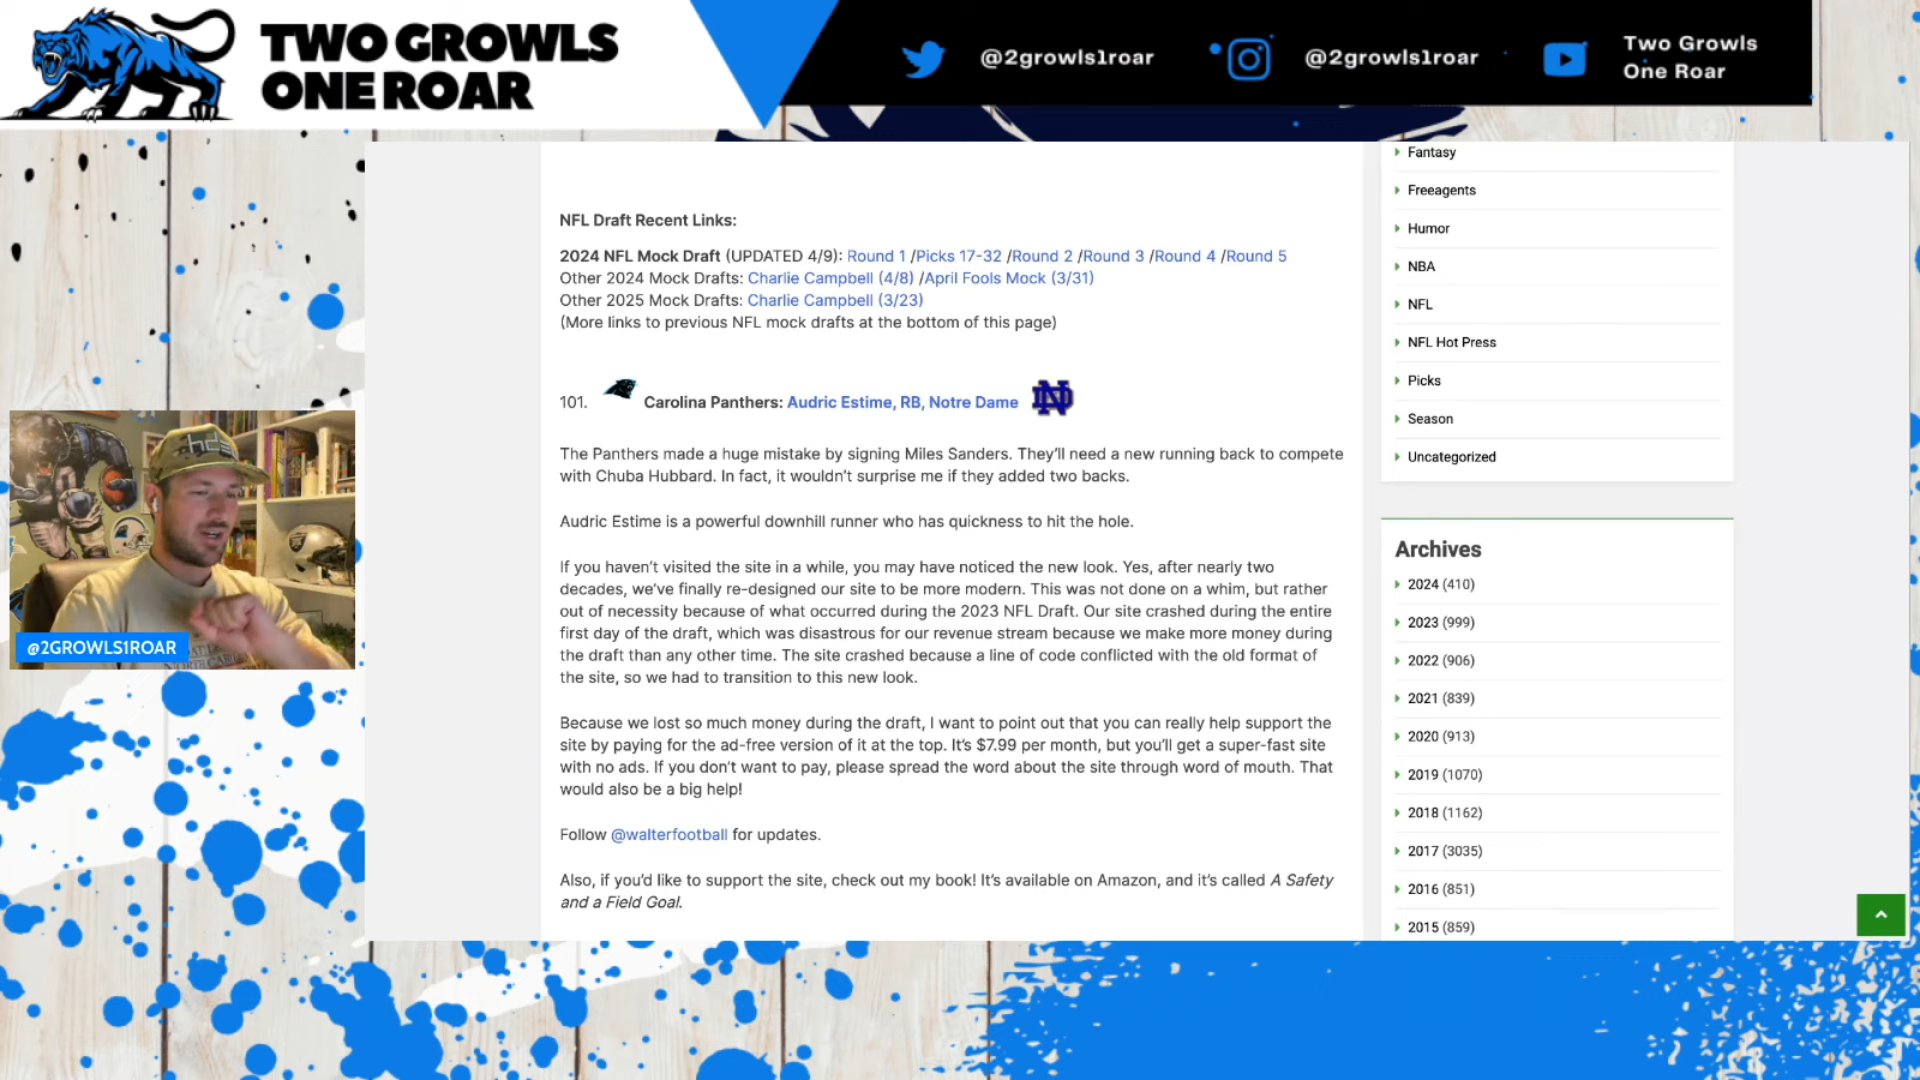 TWO GROWLS
ONE ROAR
@2growls1roar
@2growls1roar
Two Growls
One Roar
NFL Draft Recent Links:
2024 NFL Mock Draft (UPDATED 4/9): Round 1 /Picks 17-32 /Round 2 /Round 3 /Round 4 /Round 5
Other 2024 Mock Drafts: Charlie Campbell (4/8) /April Fools Mock (3/31)
Other 2025 Mock Drafts: Charlie Campbell (3/23)
(More links to previous NFL mock drafts at the bottom of this page)
101. Carolina Panthers: Audric Estime, RB, Notre Dame
The Panthers made a huge mistake by signing Miles Sanders. They'll need a new running back to compete
with Chuba Hubbard. In fact, it wouldn't surprise me if they added two backs.
Audric Estime is a powerful downhill runner who has quickness to hit the hole.
If you haven't visited the site in a while, you may have noticed the new look. Yes, after nearly two
decades, we've finally re-designed our site to be more modern. This was not done on a whim, but rather
out of necessity because of what occurred during the 2023 NFL Draft. Our site crashed during the entire
first day of the draft, which was disastrous for our revenue stream because we make more money during
the draft than any other time. The site crashed because a line of code conflicted with the old format of
the site, so we had to transition to this new look.
Because we lost so much money during the draft, I want to point out that you can really help support the
site by paying for the ad-free version of it at the top. It's $7.99 per month, but you'll get a super-fast site
with no ads. If you don't want to pay, please spread the word about the site through word of mouth. That
would also be a big help!
Follow @walterfootball for updates.
Also, if you'd like to support the site, check out my book! It's available on Amazon, and it's called A Safety
and a Field Goal.
Fantasy
Freeagents
Humor
NBA
NFL
NFL Hot Press
Picks
Season
Uncategorized
Archives
2024 (410)
2023 (999)
2022 (906)
2021 (839)
2020 (913)
2019 (1070)
2018 (1162)
2017 (3035)
2016 (851)
2015 (859)
@2GROWLS1ROAR